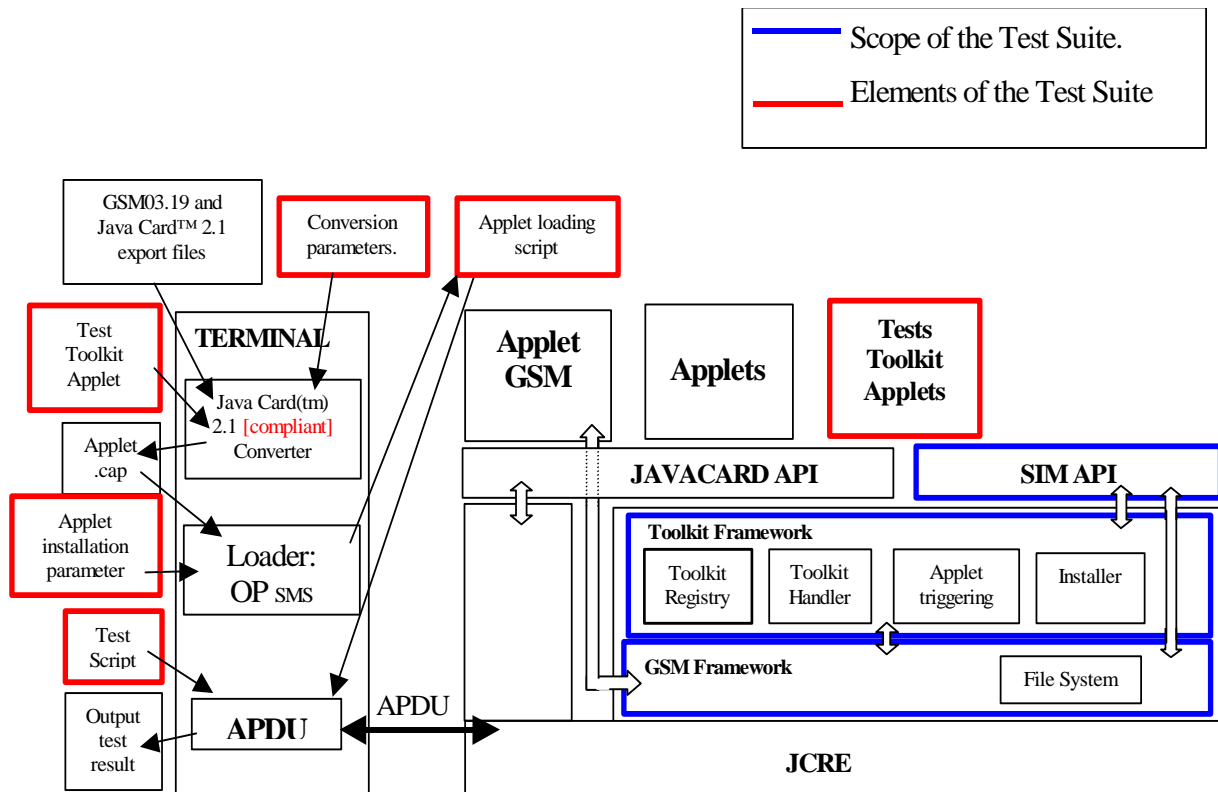 Scope of the Test Suite.
Elements of the Test Suite
GSM03.19 and
Java Card™ 2.1
export files
Conversion
parameters.
Applet loading
script
Test
Toolkit
Applet
TERMINAL
Java Card(tm)
2.1 [compliant]
Converter
Applet
.cap
Applet
installation
parameter
Loader:
OP SMS
Test
Script
Output
test
result
APDU
APDU
Applet
GSM
Applets
Tests
Toolkit
Applets
JAVACARD API
SIM API
Toolkit Framework
Toolkit
Registry
Toolkit
Handler
Applet
triggering
Installer
GSM Framework
File System
JCRE